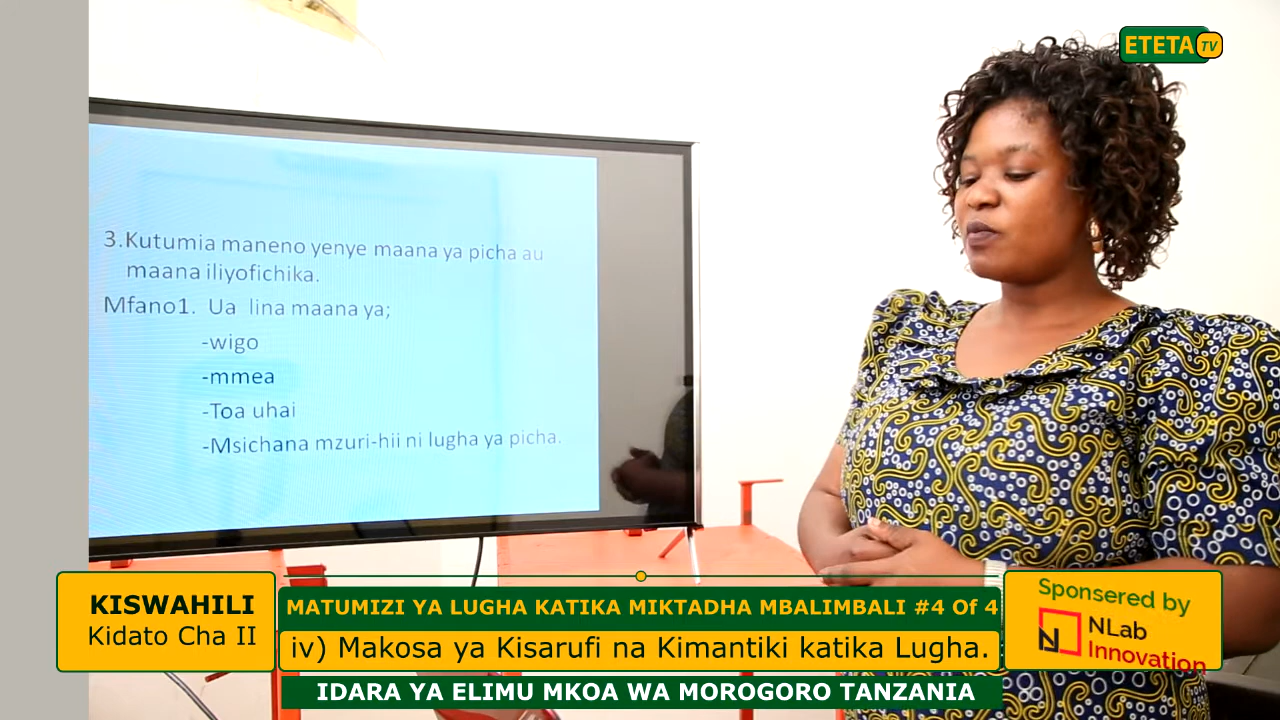 ETETA TV
3.Kutumia maneno yenye maana ya picha au
maana iliyofichika.
Mfano1. Ua lina maana ya;
-wigo
-mmea
-Toa uhai
-Msichana mzuri-hii ni lugha ya picha.
KISWAHILI
Kidato Cha II
MATUMIZI YA LUGHA KATIKA MIKTADHA MBALIMBALI #4 Of 4
iv) Makosa ya Kisarufi na Kimantiki katika Lugha.
IDARA YA ELIMU MKOA WA MOROGORO TANZANIA
Sponsered by
N
NLab
Innovation